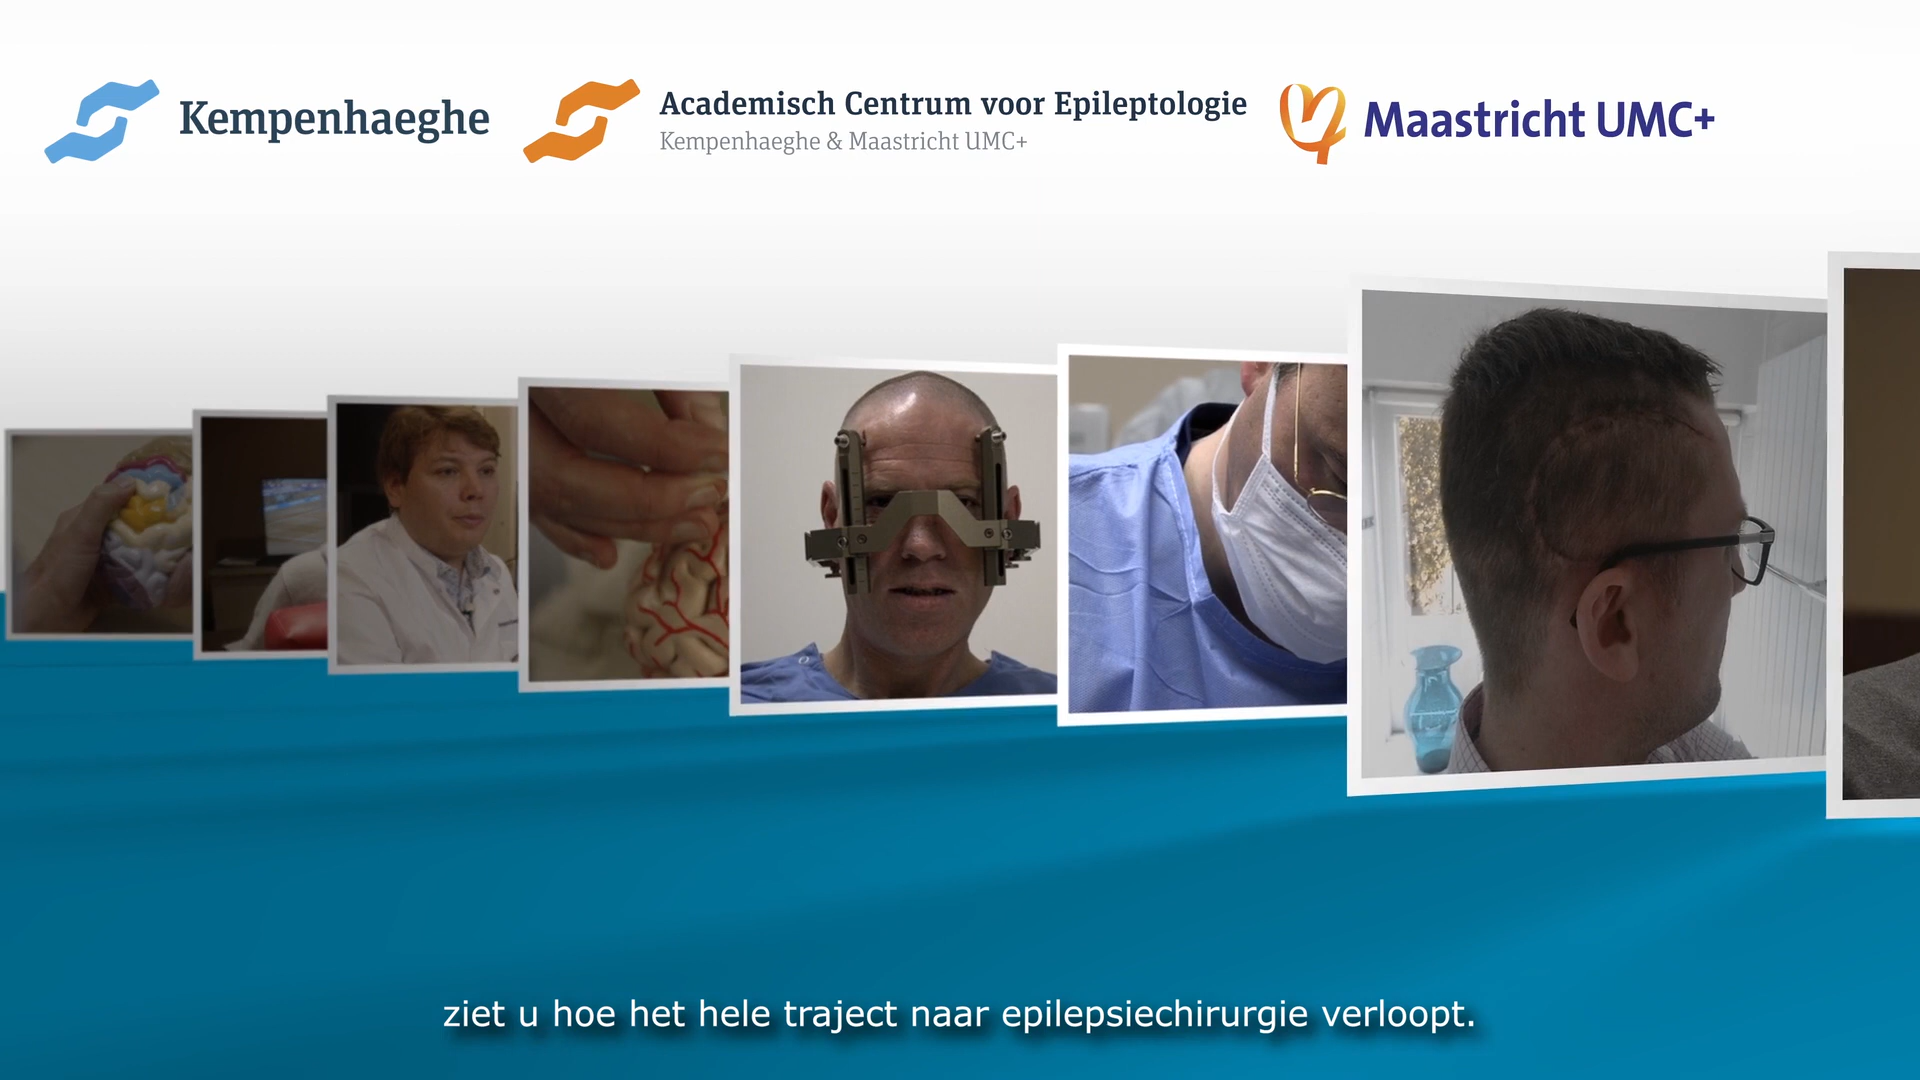 Kempenhaeghe
Academisch Centrum voor Epileptologie
Kempenhaeghe & Maastricht UMC+
Maastricht UMC+
ziet u hoe het hele traject naar epilepsiechirurgie verloopt.